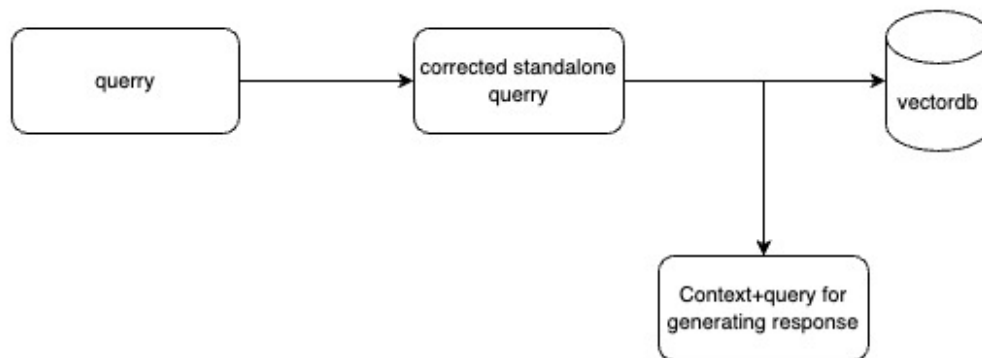 querry
corrected standalone
querry
vectordb
Context+query for
generating response